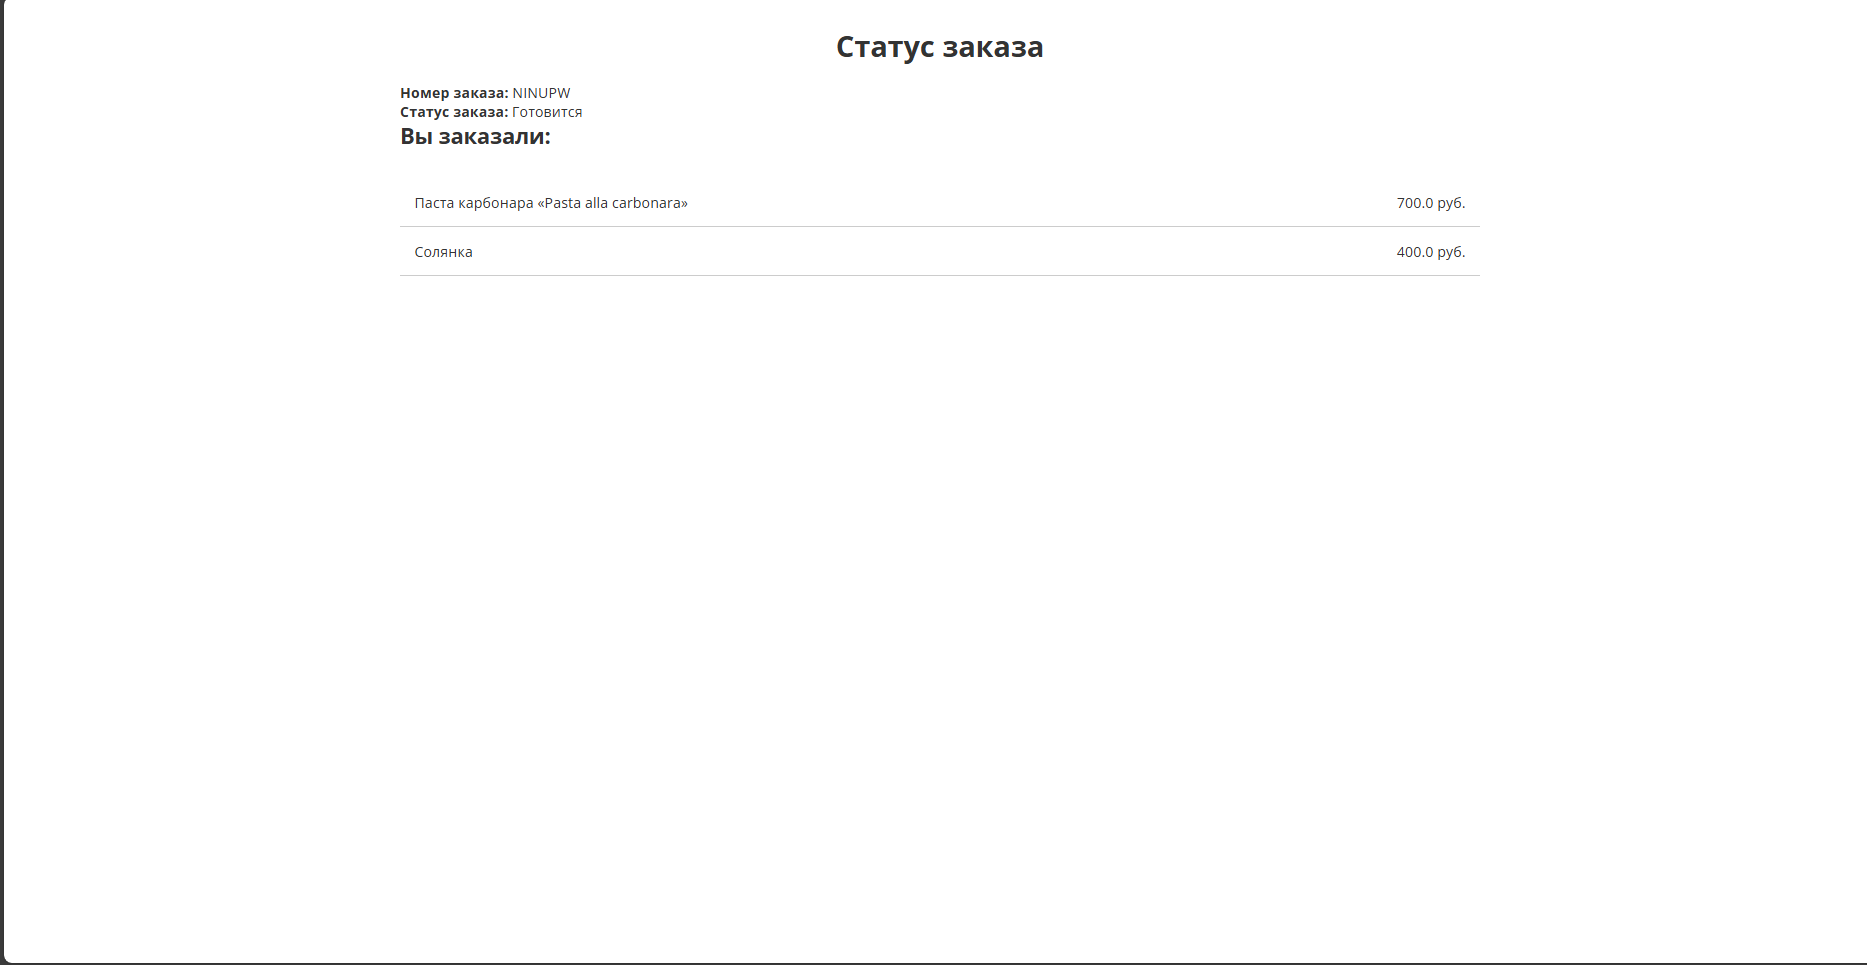 Статус заказа
Номер заказа: NINUPW
Статус заказа: Готовится
Вы заказали:
Паста карбонара «Pasta alla carbonara» 700.0 руб.
Солянка 400.0 руб.